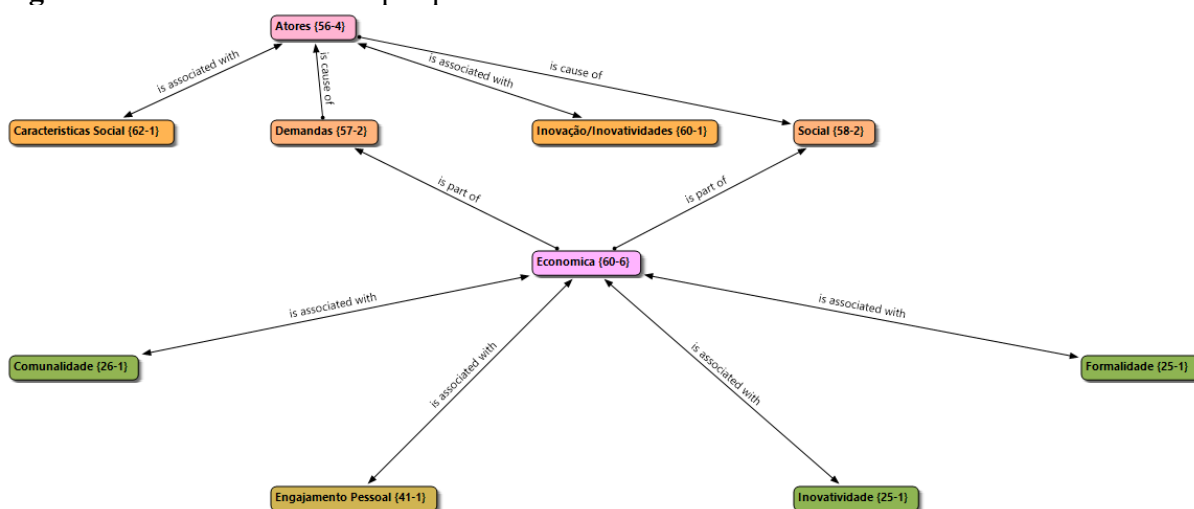 Atores {56-4}
is associated with
is cause of
is associated with
is cause of
Características Social {62-1}
Demandas {57-2}
Inovação/Inovatividades {60-1}
Social {58-2}
is part of
is part of
Economica {60-6}
is associated with
is associated with
is associated with
is associated with
Comunalidade {26-1}
Formalidade {25-1}
Engajamento Pessoal {41-1}
Inovatividade {25-1}